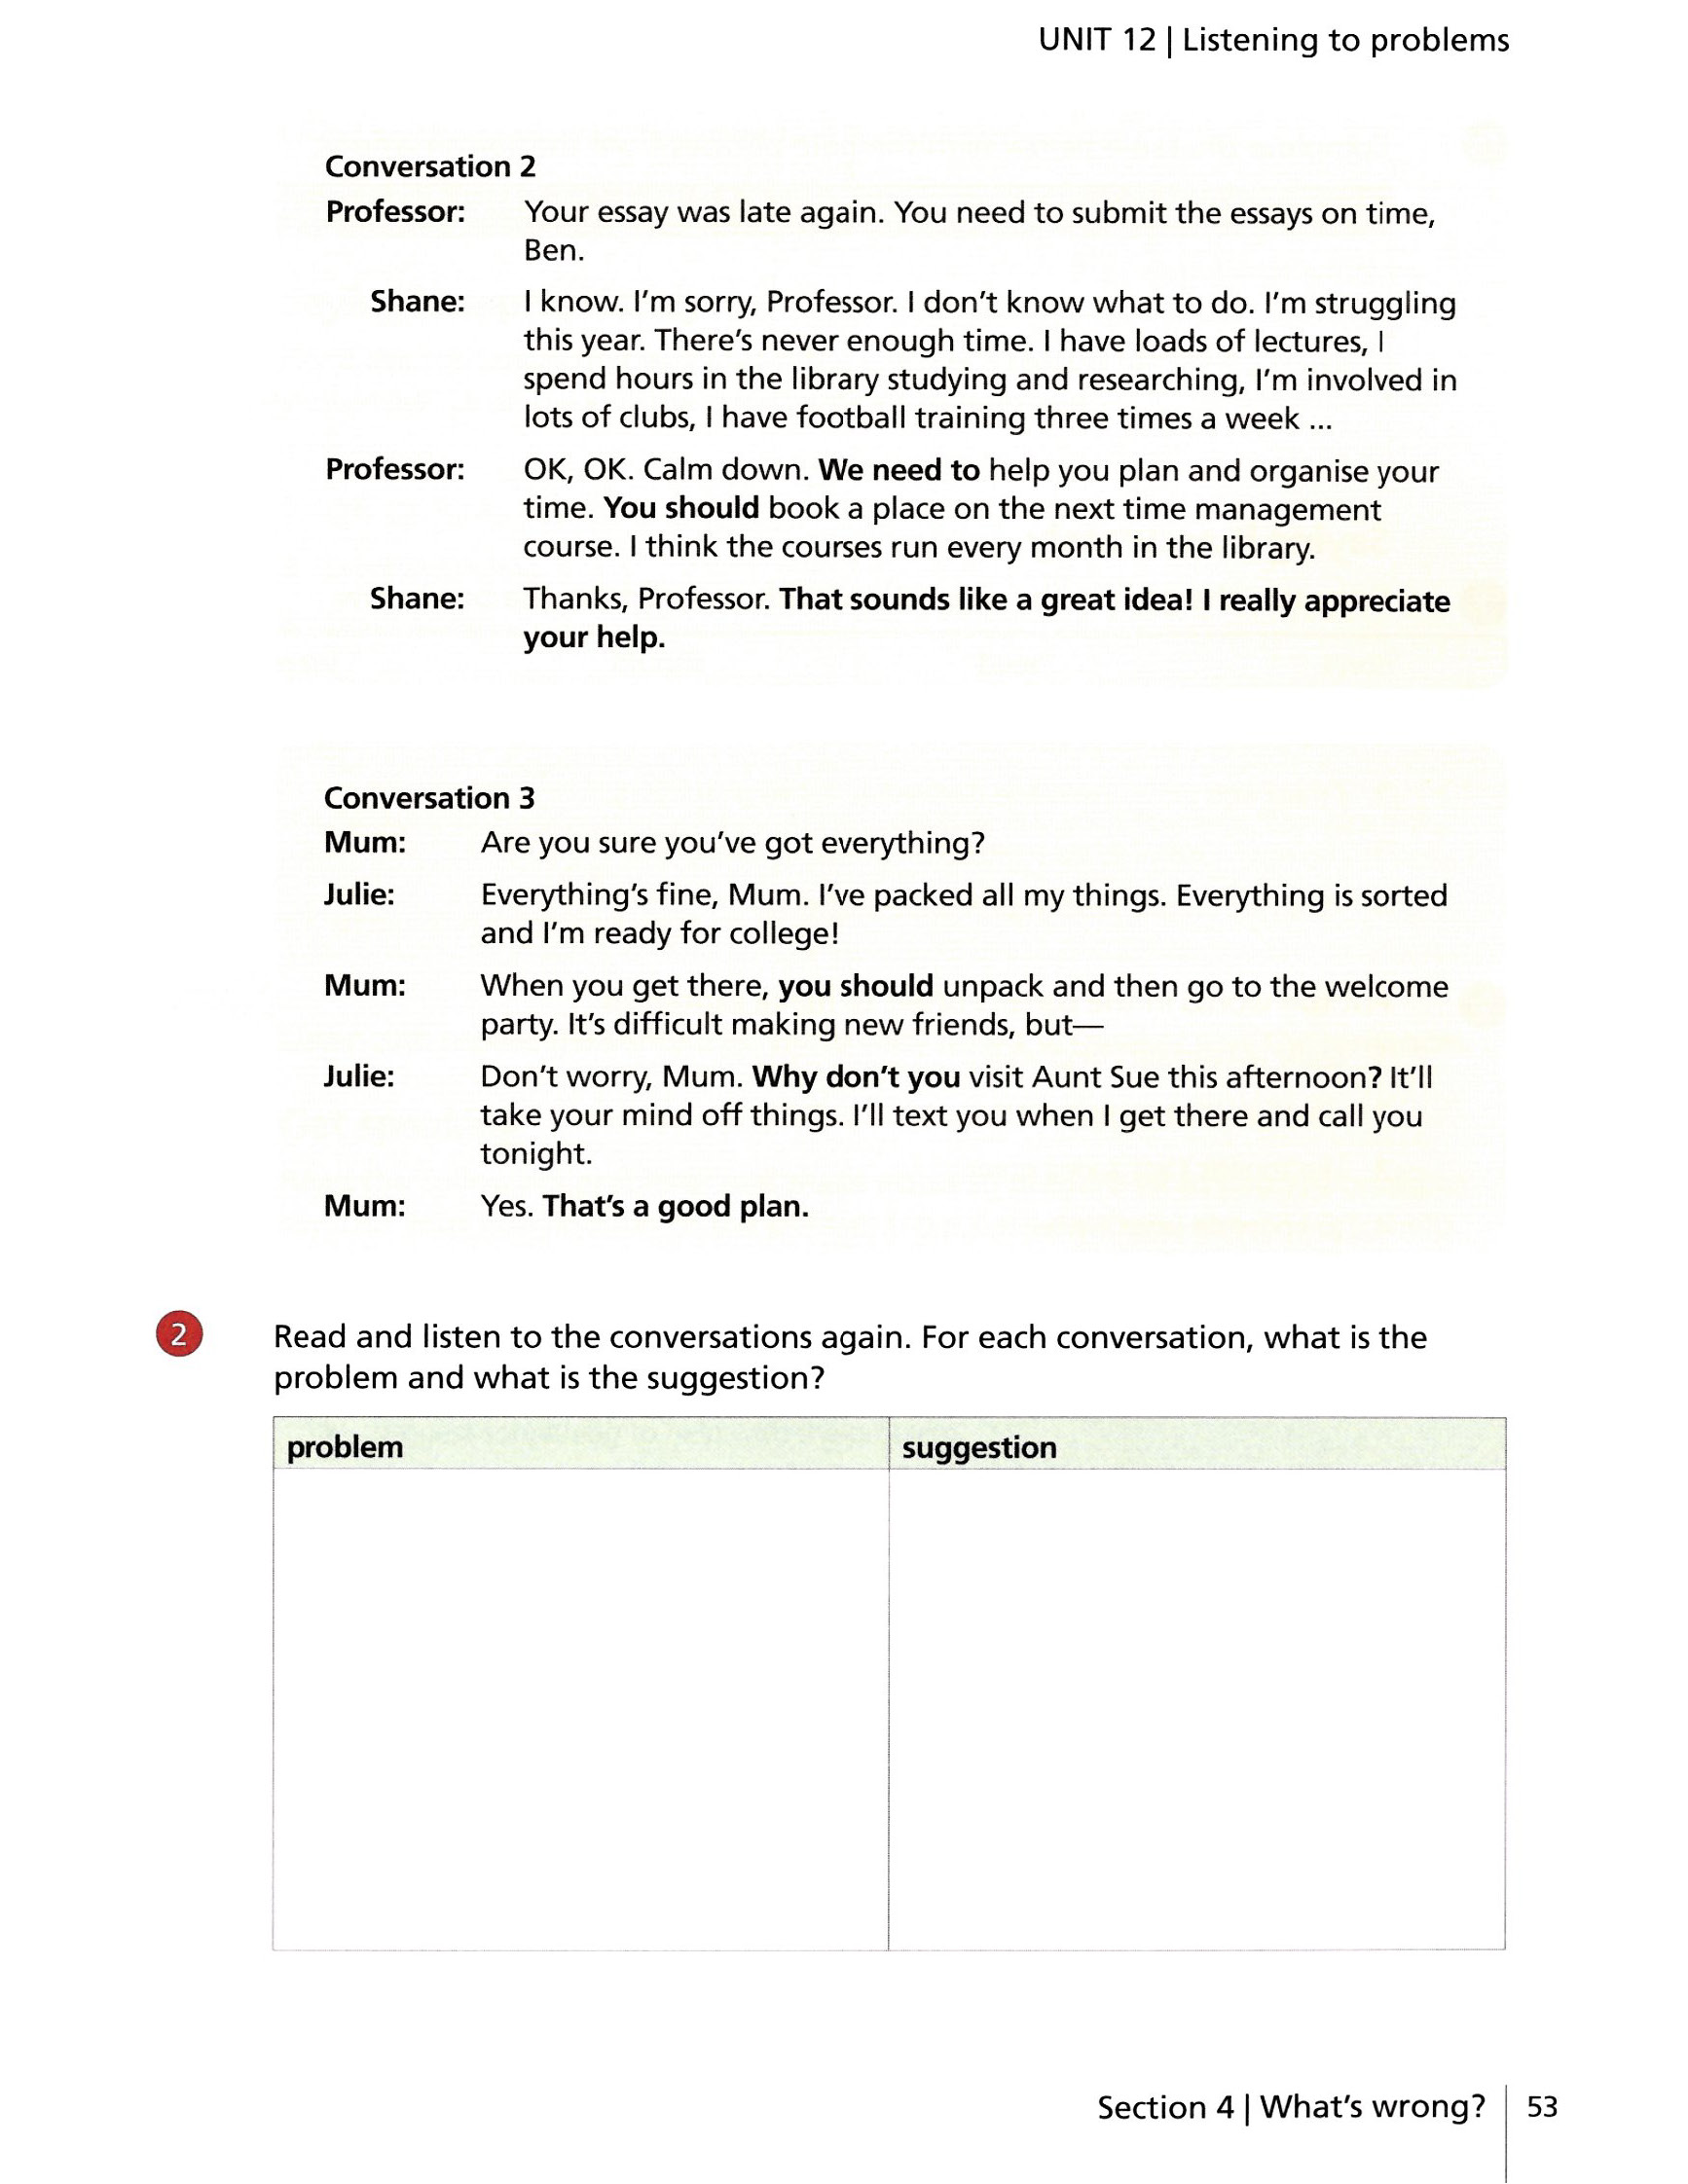 UNIT 12 | Listening to problems
Conversation 2
Professor: Your essay was late again. You need to submit the essays on time,
Ben.
Shane: I know. I'm sorry, Professor. I don't know what to do. I'm struggling
this year. There's never enough time. I have loads of lectures, I
spend hours in the library studying and researching, I'm involved in
lots of clubs, I have football training three times a week ...
Professor: OK, OK. Calm down. We need to help you plan and organise your
time. You should book a place on the next time management
course. I think the courses run every month in the library.
Shane: Thanks, Professor. That sounds like a great idea! I really appreciate
your help.
Conversation 3
Mum: Are you sure you've got everything?
Julie: Everything's fine, Mum. I've packed all my things. Everything is sorted
and I'm ready for college!
Mum: When you get there, you should unpack and then go to the welcome
party. It's difficult making new friends, but—
Julie: Don't worry, Mum. Why don't you visit Aunt Sue this afternoon? It'll
take your mind off things. I'll text you when I get there and call you
tonight.
Mum: Yes. That's a good plan.
2 Read and listen to the conversations again. For each conversation, what is the
problem and what is the suggestion?
problem suggestion
Section 4 | What's wrong? 53